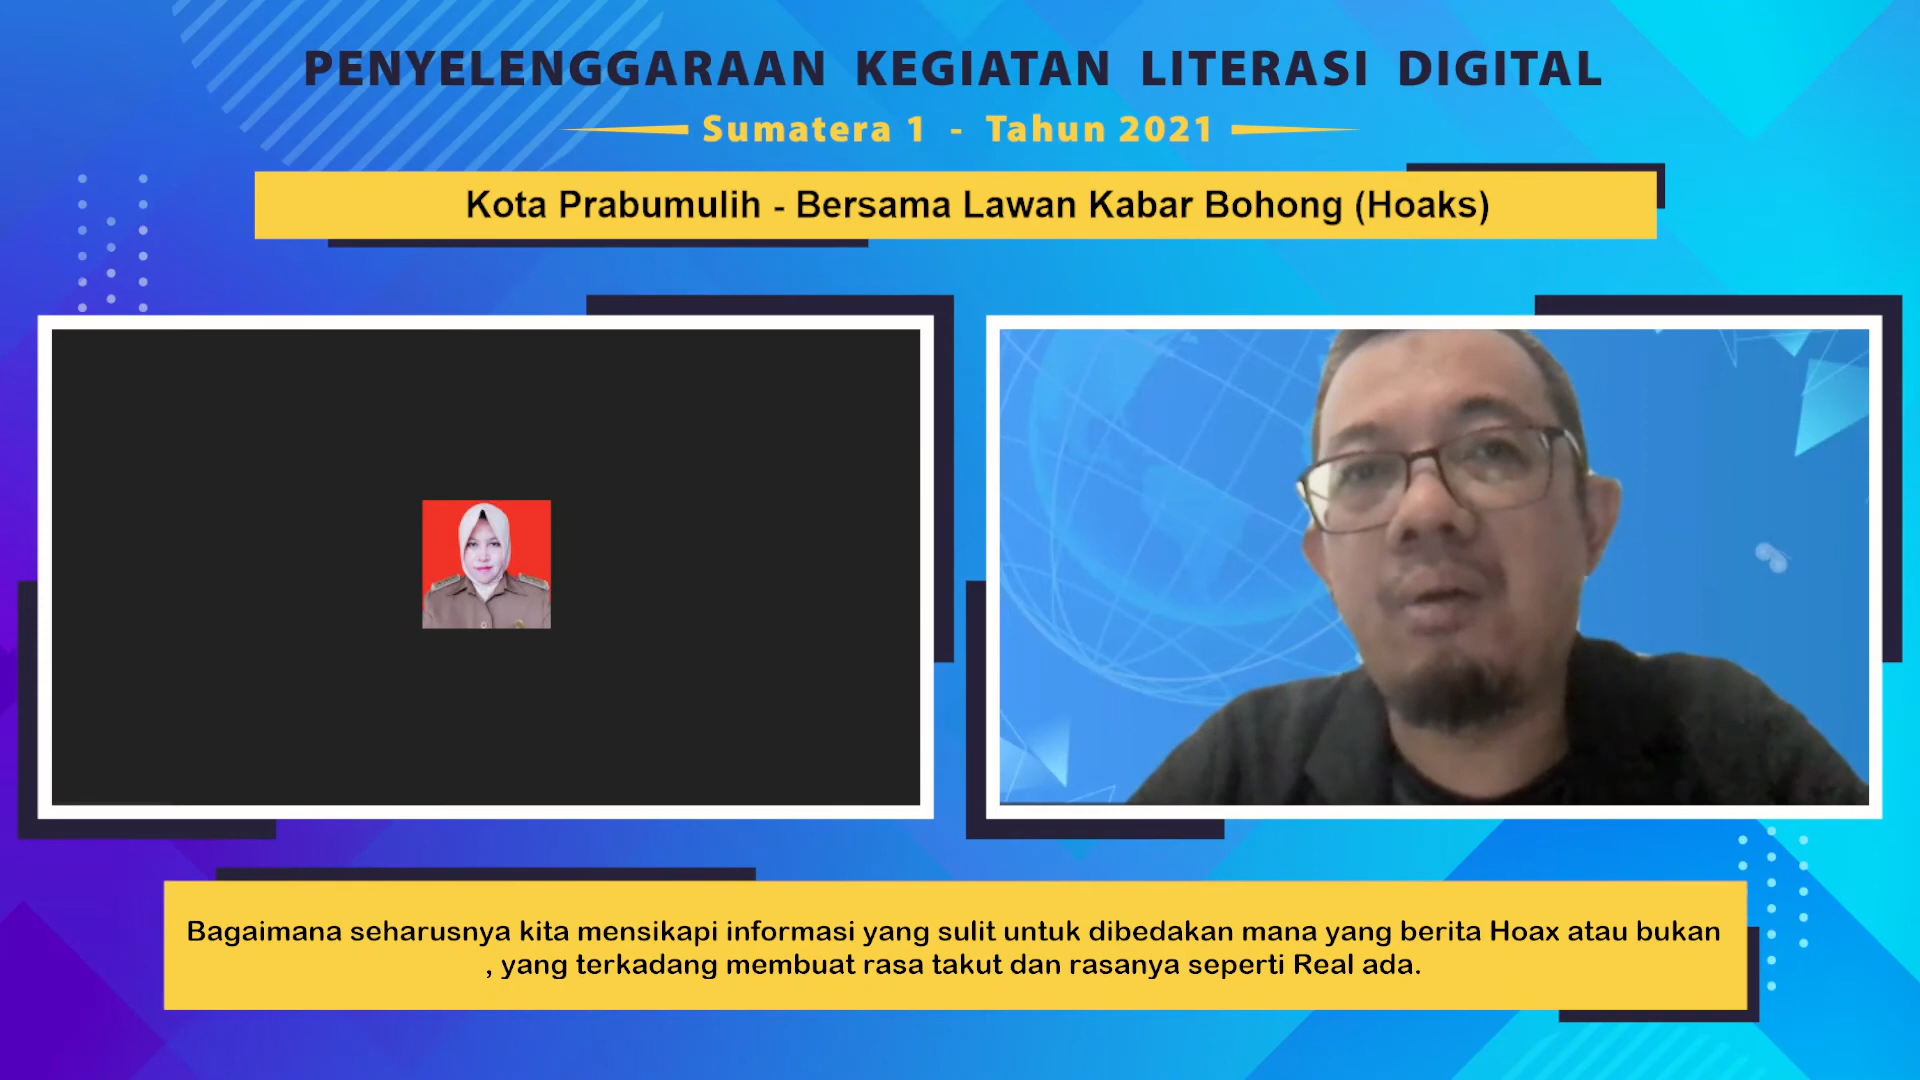 PENYELENGGARAAN KEGIATAN LITERASI DIGITAL
Sumatera 1 - Tahun 2021
Kota Prabumulih - Bersama Lawan Kabar Bohong (Hoaks)
Bagaimana seharusnya kita mensikapi informasi yang sulit untuk dibedakan mana yang berita Hoax atau bukan
, yang terkadang membuat rasa takut dan rasanya seperti Real ada.